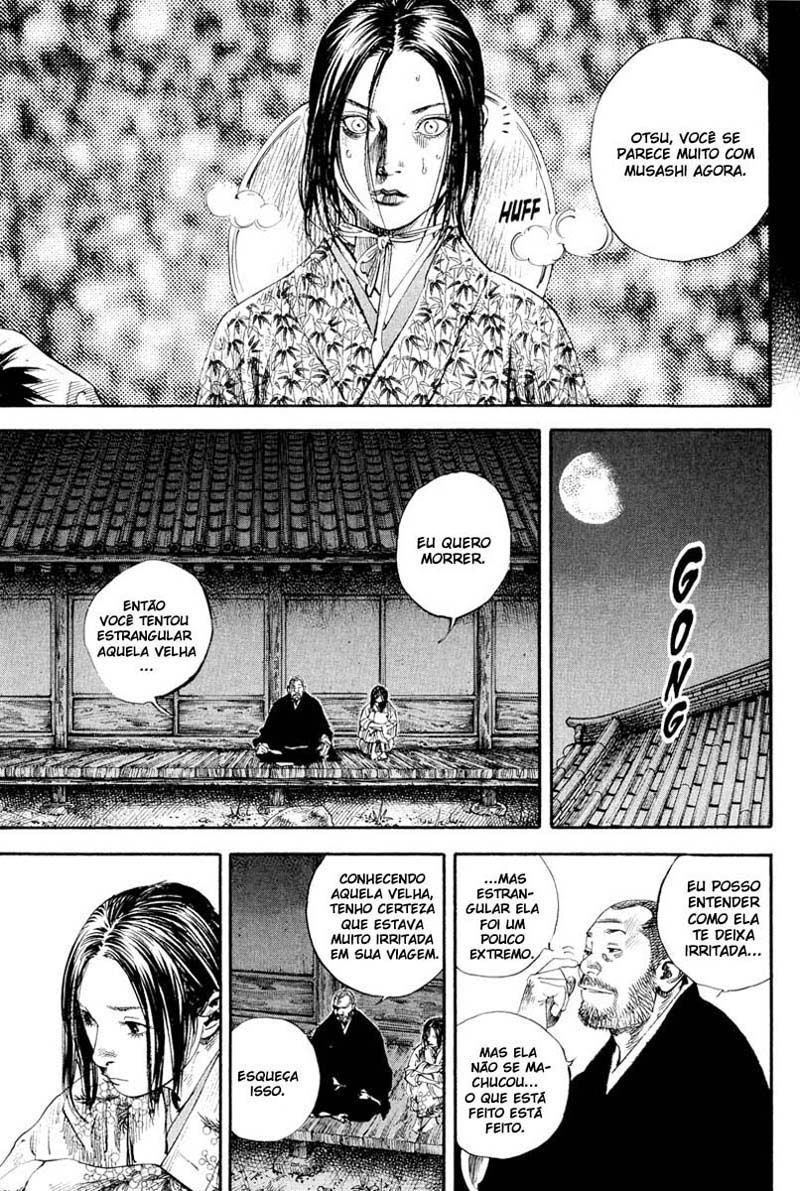 OTSU, VOCÊ SE
PARECE MUITO COM
MUSASHI AGORA.
HUFF
GONG
EU QUERO
MORRER.
ENTÃO
VOCÊ TENTOU
ESTRANGULAR
AQUELA VELHA
...
EU POSSO
ENTENDER
COMO ELA
TE DEIXA
IRRITADA...
...MAS
ESTRAN-
GULAR ELA
FOI UM
POUCO
EXTREMO.
MAS ELA
NÃO SE MA-
CHUCOU...
O QUE ESTÁ
FEITO ESTÁ
FEITO.
CONHECENDO
AQUELA VELHA,
TENHO CERTEZA
QUE ESTAVA
MUITO IRRITADA
EM SUA VIAGEM.
ESQUEÇA
ISSO.